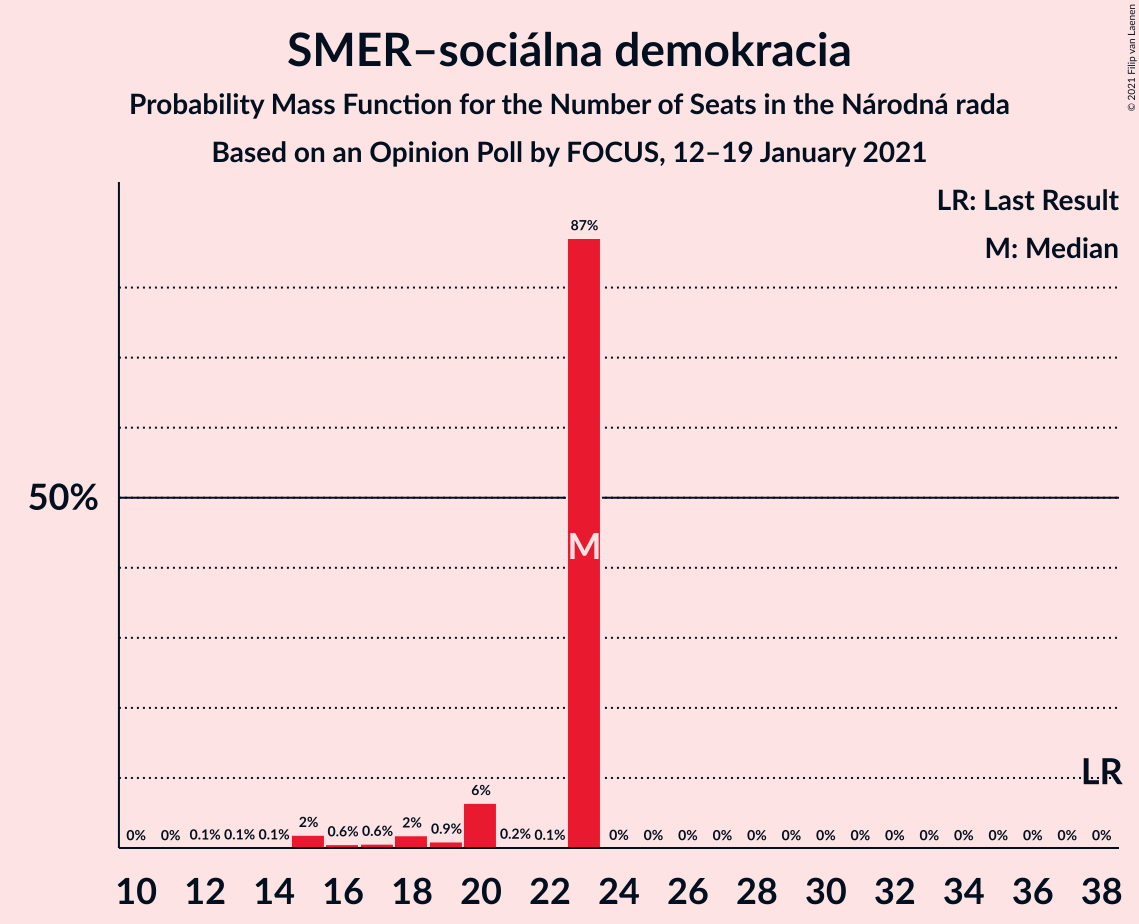 SMER–sociálna demokracia
Probability Mass Function for the Number of Seats in the Národná rada
Based on an Opinion Poll by FOCUS, 12–19 January 2021
© 2021 Filip van Laenen
LR: Last Result
M: Median
50%
0% 0% 0.1% 0.1% 0.1% 2% 0.6% 0.6% 2% 0.9% 6% 0.2% 0.1% 87% 0% 0% 0% 0% 0% 0% 0% 0% 0% 0% 0% 0% 0% 0% 0%
M
LR
10 12 14 16 18 20 22 24 26 28 30 32 34 36 38